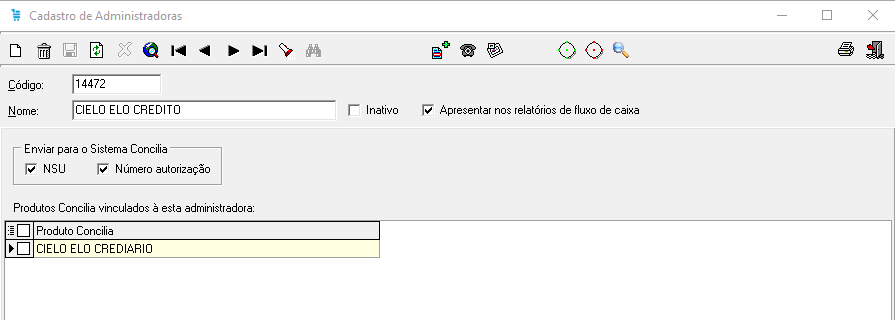 Cadastro de Administradoras
Código: 14472
Nome: CIELO ELO CREDITO Inativo Apresentar nos relatórios de fluxo de caixa
Enviar para o Sistema Concilia
NSU Número autorização
Produtos Concilia vinculados à esta administradora:
Produto Concilia
CIELO ELO CREDIARIO